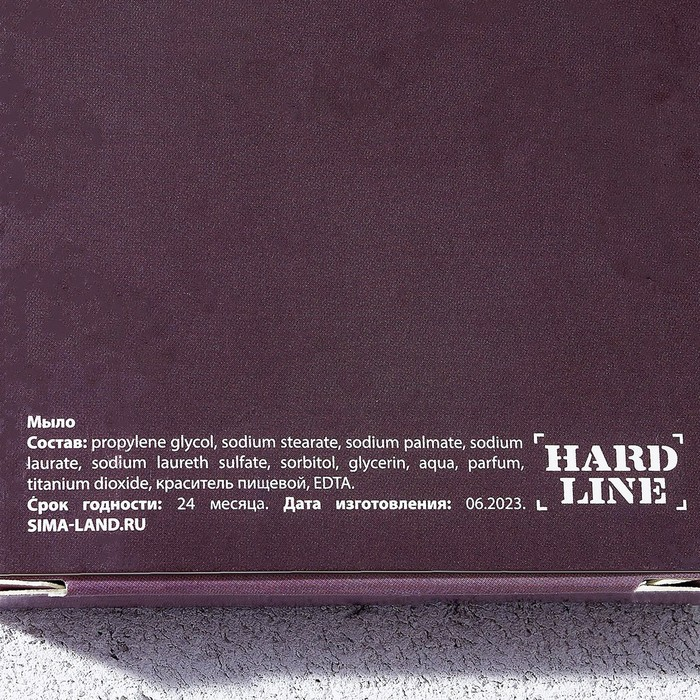 Мыло
Состав: propylene glycol, sodium stearate, sodium palmate, sodium
laurate, sodium laureth sulfate, sorbitol, glycerin, aqua, parfum,
titanium dioxide, краситель пищевой, EDTA.
Срок годности: 24 месяца. Дата изготовления: 06.2023.
SIMA-LAND.RU
HARD
LINE